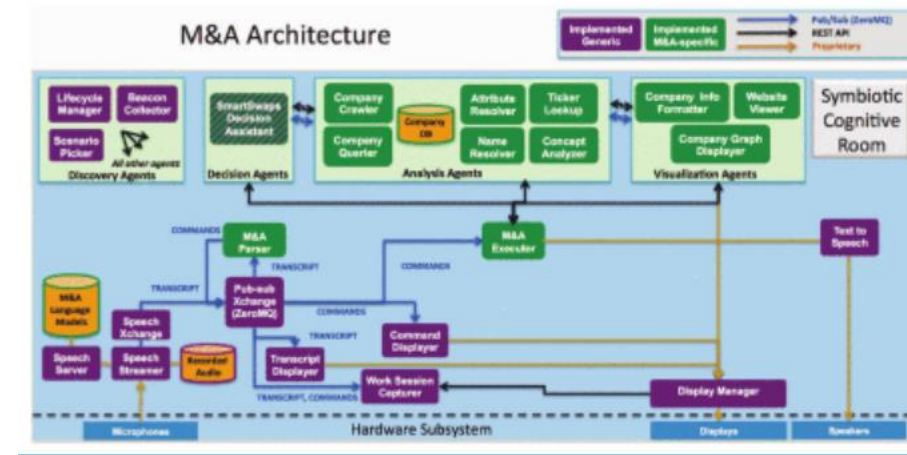 M&A Architecture
Implemented
Generic
Implemented
M&A-specific
Pub/Sub (ZeroMQ)
REST API
Proprietary
Lifecycle
Manager
Beacon
Collector
Scenario
Picker
All other agents
Discovery Agents
SmartSwaps
Decision
Assistant
Decision Agents
Company
Crawler
Company
DB
Attribute
Resolver
Ticker
Lookup
Company
Querier
Name
Resolver
Concept
Analyzer
Analysis Agents
Company Info
Formatter
Website
Viewer
Company Graph
Displayer
Visualization Agents
Symbiotic
Cognitive
Room
COMMANDS
M&A
Parser
TRANSCRIPT
M&A
Executor
Text to
Speech
COMMANDS
TRANSCRIPT
M&A
Language
Models
Pub-sub
Xchange
(ZeroMQ)
COMMANDS
Speech
Xchange
TRANSCRIPT
Command
Displayer
Speech
Server
Speech
Streamer
Recorded
Audio
Transcript
Displayer
TRANSCRIPT, COMMANDS
Work Session
Capturer
Display Manager
Microphones
Hardware Subsystem
Displays
Speakers